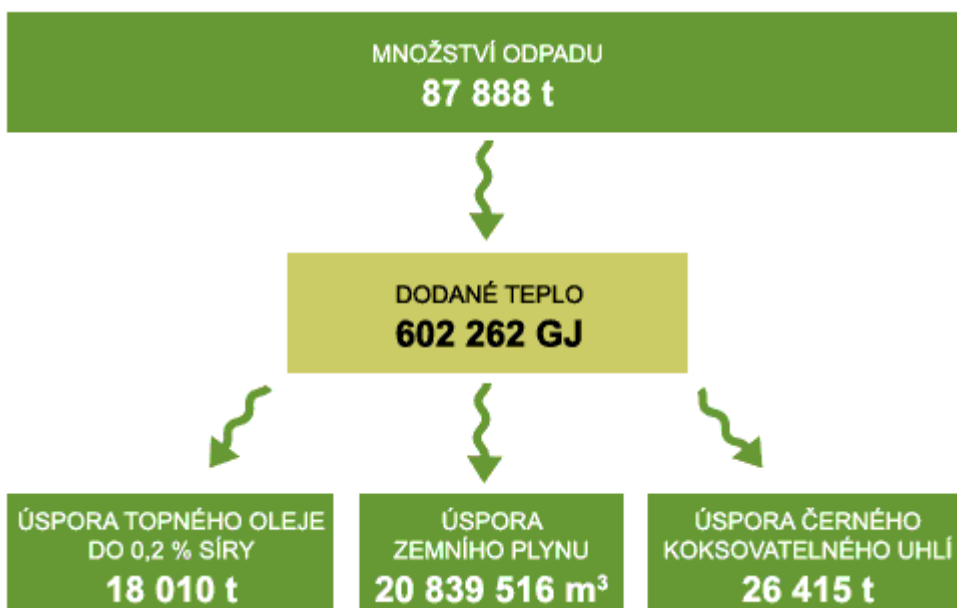 MNOŽSTVÍ ODPADU
87 888 t
DODANÉ TEPLO
602 262 GJ
ÚSPORA TOPNÉHO OLEJE
DO 0,2 % SÍRY
18 010 t
ÚSPORA
ZEMNÍHO PLYNU
20 839 516 m³
ÚSPORA ČERNÉHO
KOKSOVATELNÉHO UHLÍ
26 415 t